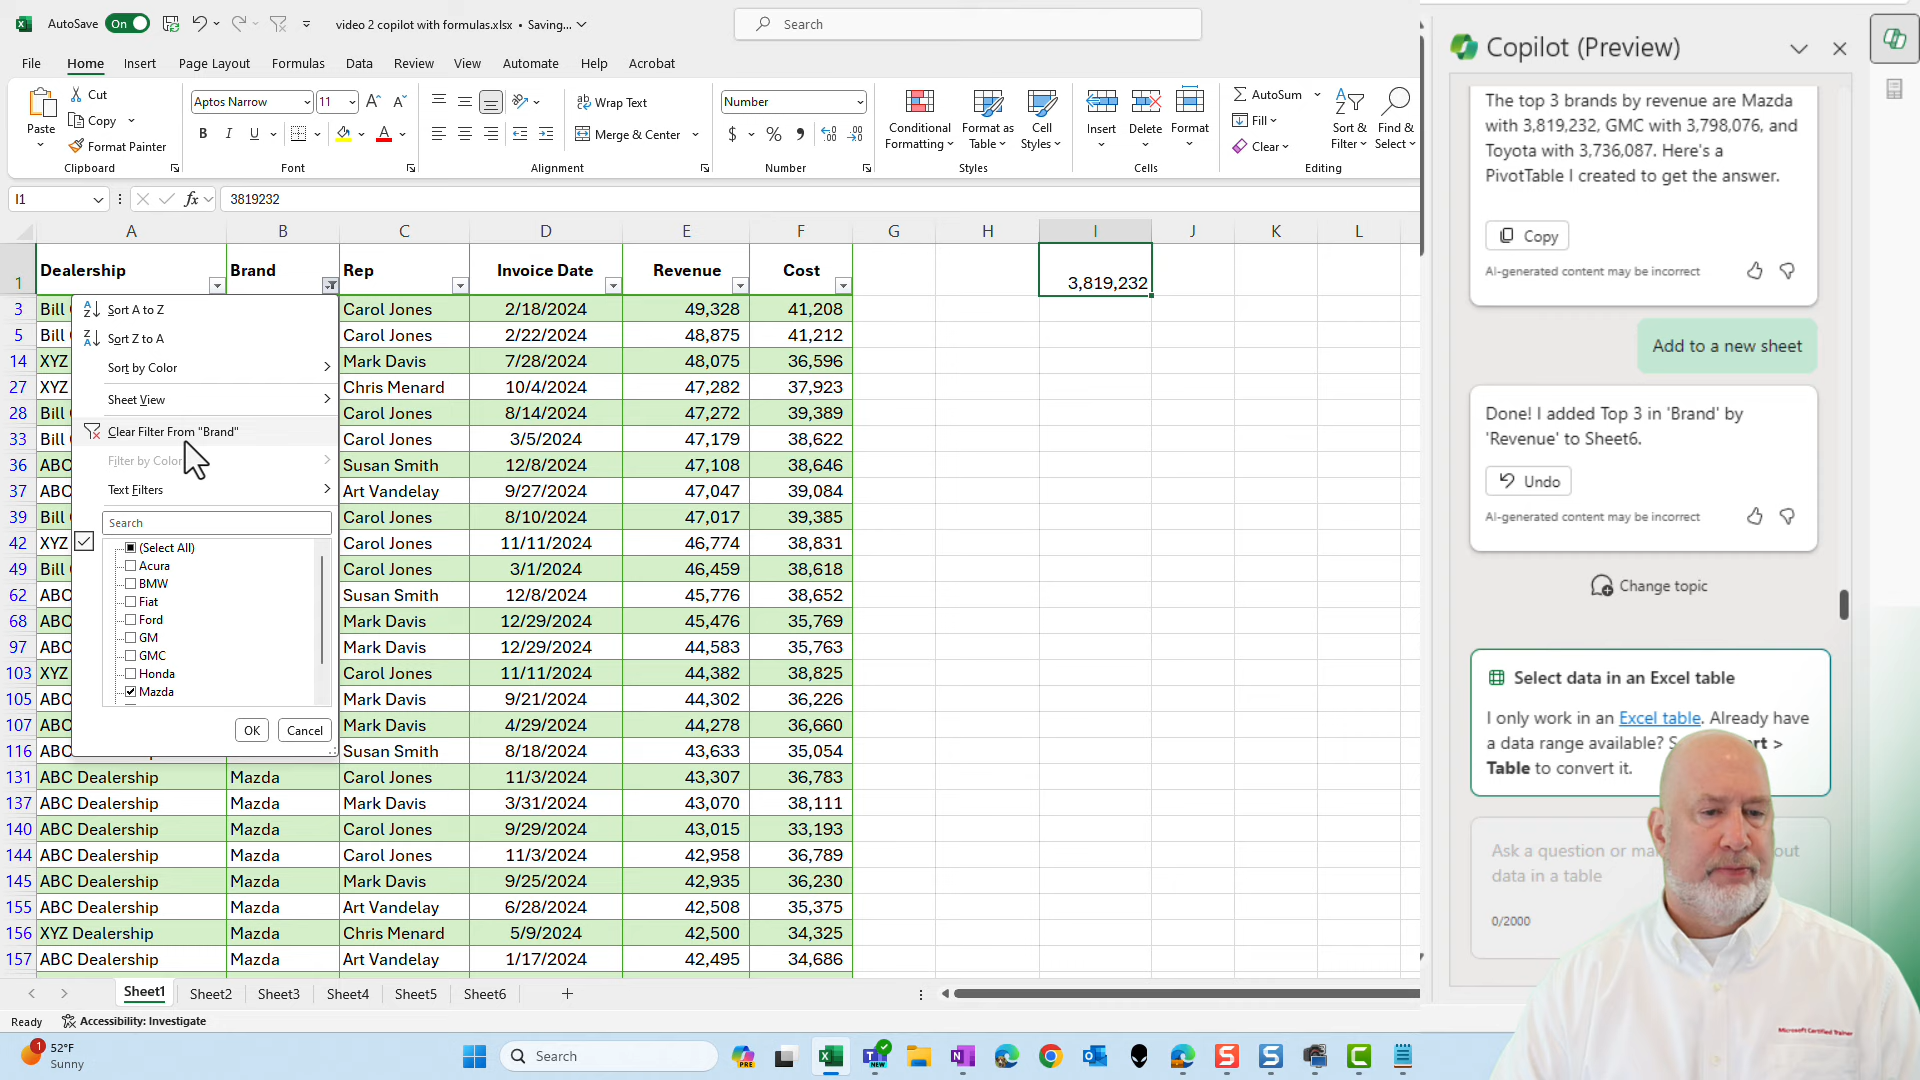 AutoSave On video 2 copilot with formulas.xlsx • Saving... Search
File Home Insert Page Layout Formulas Data Review View Automate Help Acrobat
Paste Cut
Copy
Format Painter
Clipboard
Aptos Narrow 11
B I U
Font
Wrap Text
Merge & Center
Alignment
Number
$ %
Number
Conditional Formatting Format as Table Cell Styles
Styles
Insert Delete Format
Cells
AutoSum
Fill
Clear
Sort & Filter Find & Select
Editing
I1 fx 3819232
A B C D E F G H I J K L
1 Dealership Brand Rep Invoice Date Revenue Cost 3,819,232
3 Bill Carol Jones 2/18/2024 49,328 41,208
5 Bill Carol Jones 2/22/2024 48,875 41,212
14 XYZ Mark Davis 7/28/2024 48,075 36,596
27 XYZ Chris Menard 10/4/2024 47,282 37,923
28 Bill Carol Jones 8/14/2024 47,272 39,389
33 Bill Carol Jones 3/5/2024 47,179 38,622
36 ABC Susan Smith 12/8/2024 47,108 38,646
37 ABC Art Vandelay 9/27/2024 47,047 39,084
39 Bill Carol Jones 8/10/2024 47,017 39,385
42 XYZ Carol Jones 11/11/2024 46,774 38,831
49 Bill Carol Jones 3/1/2024 46,459 38,618
62 ABC Susan Smith 12/8/2024 45,776 38,652
68 ABC Mark Davis 12/29/2024 45,476 35,769
97 ABC Mark Davis 12/29/2024 44,583 35,763
103 XYZ Carol Jones 11/11/2024 44,382 38,825
105 ABC Mark Davis 9/21/2024 44,302 36,226
107 ABC Mark Davis 4/29/2024 44,278 36,660
116 ABC Susan Smith 8/18/2024 43,633 35,054
131 ABC Dealership Mazda Carol Jones 11/3/2024 43,307 36,783
137 ABC Dealership Mazda Mark Davis 3/31/2024 43,070 38,111
140 ABC Dealership Mazda Carol Jones 9/29/2024 43,015 33,193
144 ABC Dealership Mazda Carol Jones 11/3/2024 42,958 36,789
145 ABC Dealership Mazda Mark Davis 9/25/2024 42,935 36,230
155 ABC Dealership Mazda Art Vandelay 6/28/2024 42,508 35,375
156 XYZ Dealership Mazda Chris Menard 5/9/2024 42,500 34,325
157 ABC Dealership Mazda Art Vandelay 1/17/2024 42,495 34,686
Sort A to Z
Sort Z to A
Sort by Color
Sheet View
Clear Filter From "Brand"
Filter by Color
Text Filters
Search
(Select All)
Acura
BMW
Fiat
Ford
GM
GMC
Honda
Mazda
OK Cancel
Sheet1 Sheet2 Sheet3 Sheet4 Sheet5 Sheet6
Ready Accessibility: Investigate
Copilot (Preview)
The top 3 brands by revenue are Mazda
with 3,819,232, GMC with 3,798,076, and
Toyota with 3,736,087. Here's a
PivotTable I created to get the answer.
Copy
AI-generated content may be incorrect
Add to a new sheet
Done! I added Top 3 in 'Brand' by
'Revenue' to Sheet6.
Undo
AI-generated content may be incorrect
Change topic
Select data in an Excel table
I only work in an Excel table. Already have
a data range available?
Table to convert it.
Ask a question or
data in a table
0/2000
Microsoft Certified Trainer
1 52°F
Sunny
Search
PRE NEW